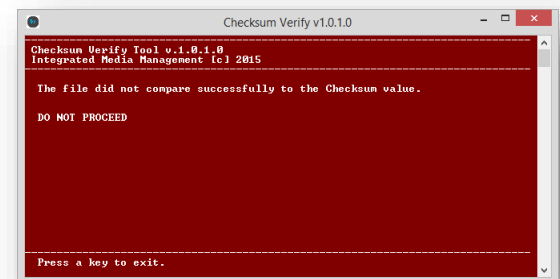 Checksum Verify v1.0.1.0
Checksum Verify Tool v.1.0.1.0
Integrated Media Management [c] 2015
The file did not compare successfully to the Checksum value.
DO NOT PROCEED
Press a key to exit.